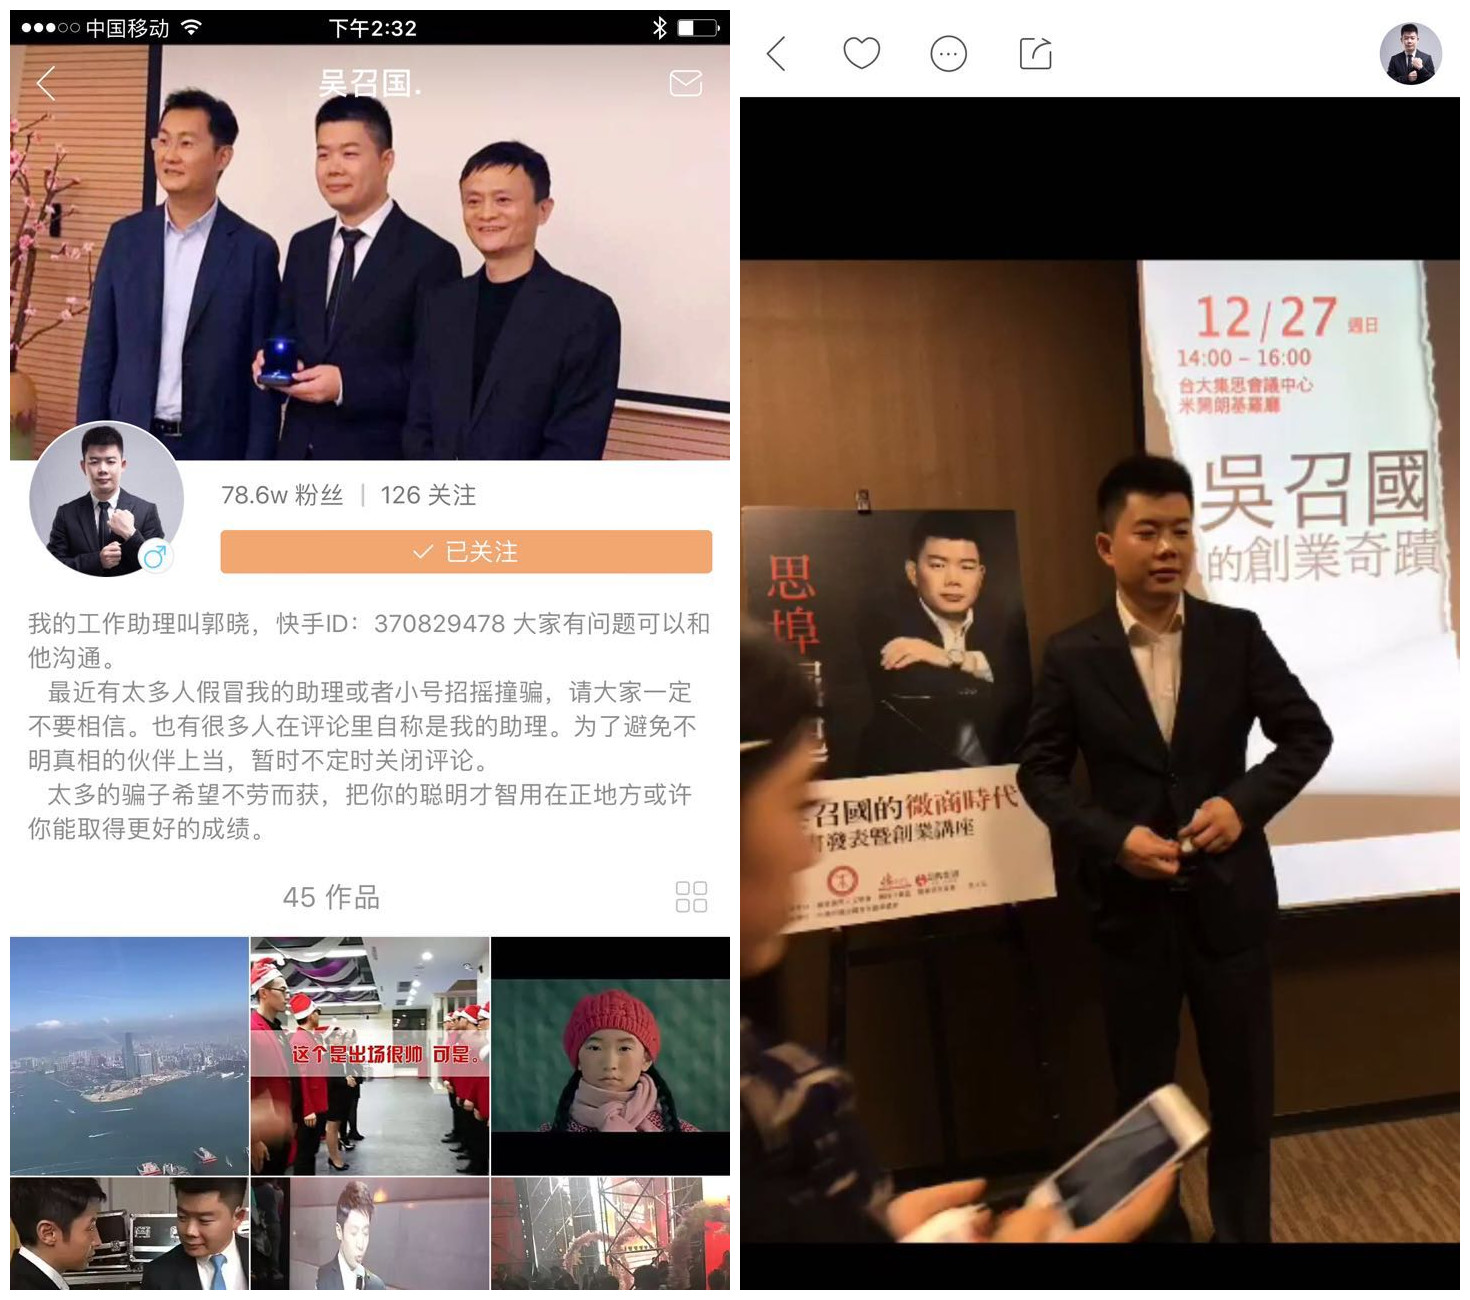 中国移动
下午2:32
吴召国.
78.6w 粉丝 | 126 关注
已关注
我的工作助理叫郭晓，快手ID：370829478 大家有问题可以和
他沟通。
最近有太多人假冒我的助理或者小号招摇撞骗，请大家一定
不要相信。也有很多人在评论里自称是我的助理。为了避免不
明真相的伙伴上当，暂时不定时关闭评论。
太多的骗子希望不劳而获，把你的聪明才智用在正地方或许
你能取得更好的成绩。
45 作品
这个是出场很帅 可是。
12/27 週日
14:00 - 16:00
台大集思會議中心
米開朗基羅廳
吳召國
的創業奇蹟
思埠
召國的微商時代
發表暨創業講座